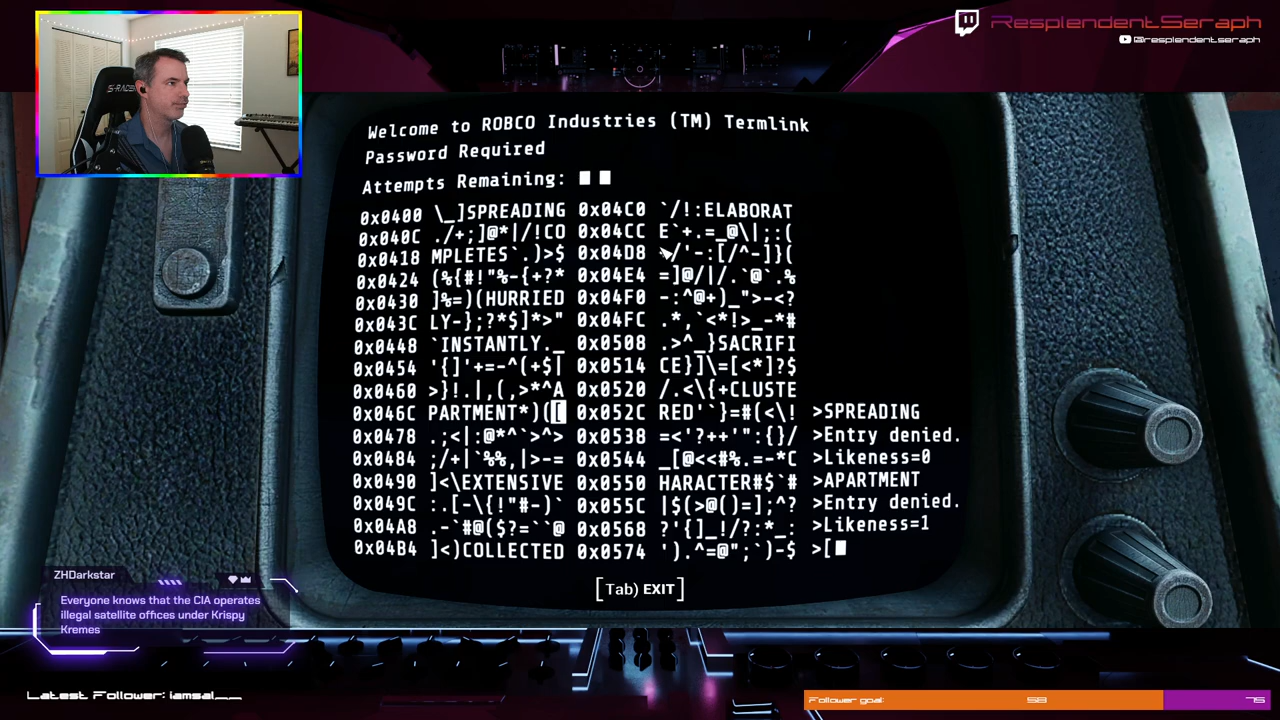 ResplendentSeraph
@resplendentseraph
Welcome to ROBCO Industries (TM) Termlink
Password Required
Attempts Remaining: ■ ■
0x0400 \_]SPREADING 0x04C0 `/!:ELABORAT
0x040C ./+;]@*|/!CO 0x04CC E`+.=_@\|;:(
0x0418 MPLETES`.)>$ 0x04D8 /'-:[/^-]}(
0x0424 (%{#!"%-{+?* 0x04E4 =]@/|/.`@`.%
0x0430 ]%=)(HURRIED 0x04F0 -:^@+)_">-<?
0x043C LY-};?*$]*>" 0x04FC .*,`<*!>_-*#
0x0448 `INSTANTLY._ 0x0508 .>^_}SACRIFI
0x0454 '{]'+=-^(+$| 0x0514 CE}]\=[<*]?$
0x0460 >}!.|,(,>*^A 0x0520 /.<\{+CLUSTE
0x046C PARTMENT*)([ 0x052C RED'`}=#(<\! >SPREADING
0x0478 .;<|:@*^`>^> 0x0538 =<'?++'":{}/ >Entry denied.
0x0484 ;/+|`%%,|>-= 0x0544 _[@<<#%.=-*C >Likeness=0
0x0490 ]<\EXTENSIVE 0x0550 HARACTER#$`# >APARTMENT
0x049C :.[-\{!"#-)` 0x055C |$(>@()=];^? >Entry denied.
0x04A8 .-`#@($?=``@ 0x0568 ?'{]_!/?:*_: >Likeness=1
0x04B4 ]<)COLLECTED 0x0574 ').^=@";`)-$ >[■
[Tab) EXIT]
ZHDarkstar
Everyone knows that the CIA operates
illegal satellite offices under Krispy
Kremes
Latest Follower: iamsal__
Follower goal: 58 75